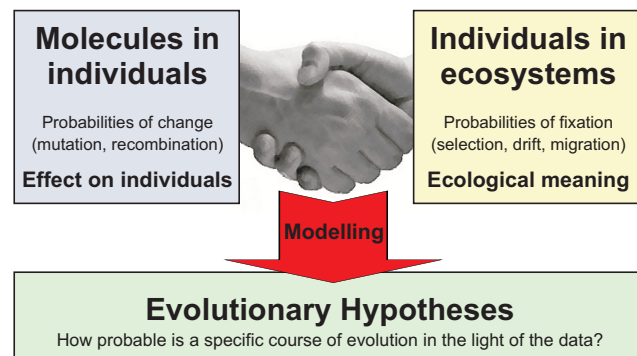 Molecules in
individuals
Probabilities of change
(mutation, recombination)
Effect on individuals
Individuals in
ecosystems
Probabilities of fixation
(selection, drift, migration)
Ecological meaning
Modelling
Evolutionary Hypotheses
How probable is a specific course of evolution in the light of the data?